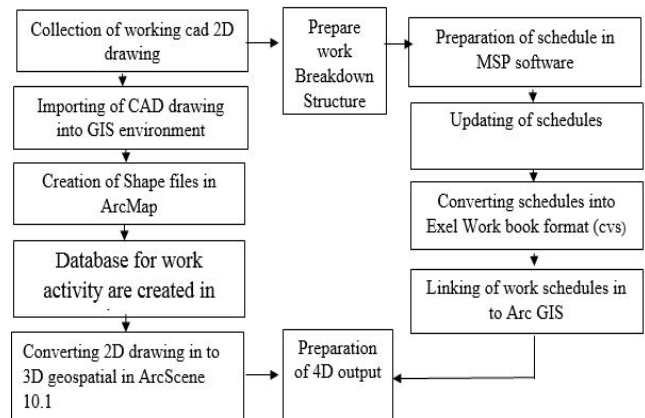 Collection of working cad 2D
drawing
Importing of CAD drawing
into GIS environment
Creation of Shape files in
ArcMap
Database for work
activity are created in
Converting 2D drawing in to
3D geospatial in ArcScene
10.1
Prepare
work
Breakdown
Structure
Preparation
of 4D output
Preparation of schedule in
MSP software
Updating of schedules
Converting schedules into
Exel Work book format (cvs)
Linking of work schedules in
to Arc GIS